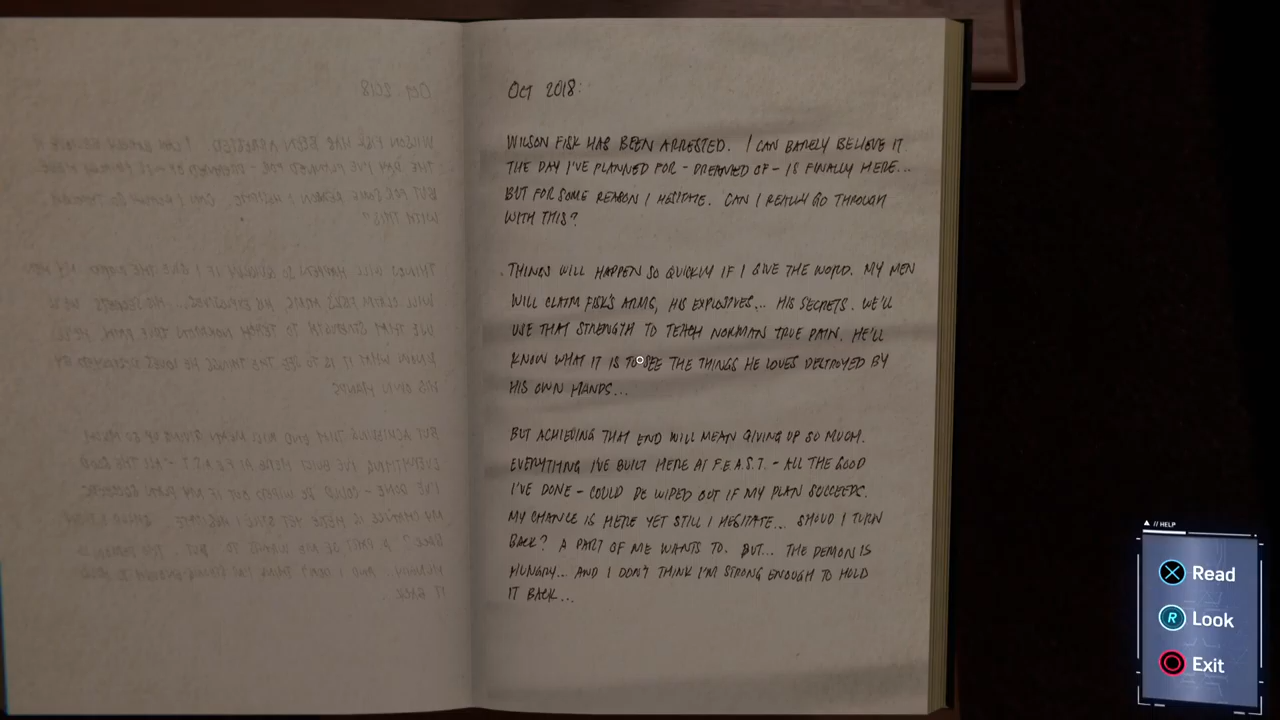 Oct 2018:
WILSON FISK HAS BEEN ARRESTED. I CAN BARELY BELIEVE IT.
THE DAY I'VE PLANNED FOR - DREAMED OF - IS FINALLY HERE...
BUT FOR SOME REASON I HESITATE. CAN I REALLY GO THROUGH
WITH THIS?
THINGS WILL HAPPEN SO QUICKLY IF I GIVE THE WORD. MY MEN
WILL CLAIM FISK'S ARMS, HIS EXPLOSIVES... HIS SECRETS. WE'LL
USE THAT STRENGTH TO TEACH NORMAN TRUE PAIN. HE'LL
KNOW WHAT IT IS TO SEE THE THINGS HE LOVES DESTROYED BY
HIS OWN HANDS...
BUT ACHIEVING THAT END WILL MEAN GIVING UP SO MUCH.
EVERYTHING I'VE BUILT HERE AT F.E.A.S.T. - ALL THE GOOD
I'VE DONE - COULD BE WIPED OUT IF MY PLAN SUCCEEDS.
MY CHANCE IS HERE YET STILL I HESITATE... SHOUD I TURN
BACK? A PART OF ME WANTS TO. BUT... THE DEMON IS
HUNGRY... AND I DON'T THINK I'M STRONG ENOUGH TO HOLD
IT BACK...
// HELP
Read
R Look
Exit